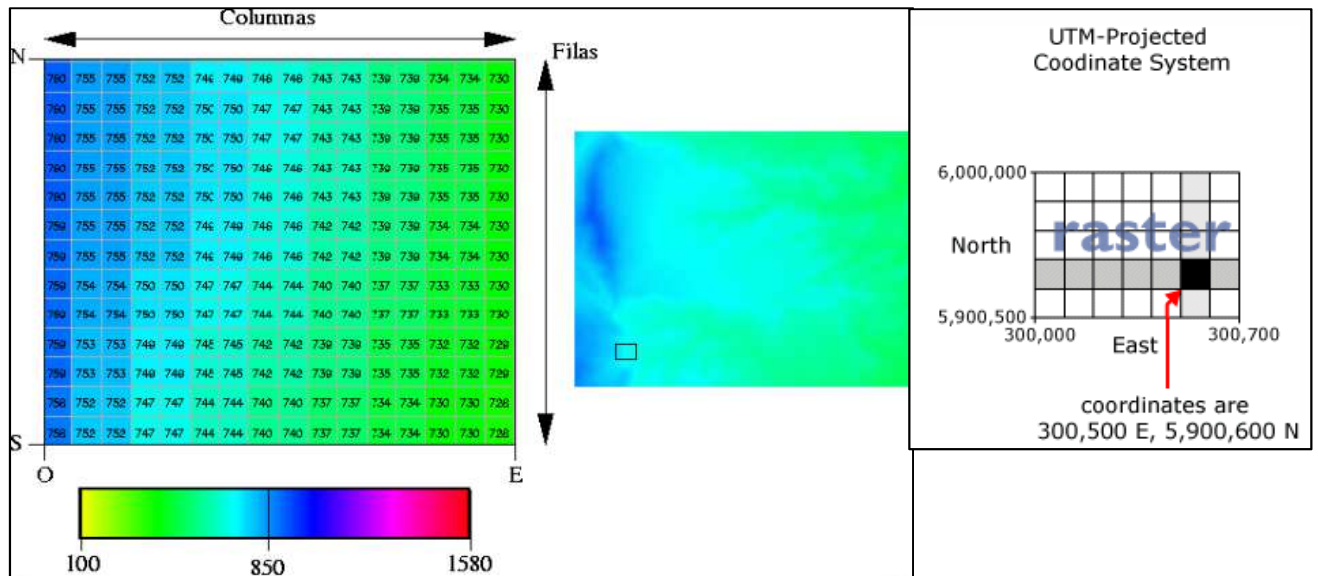 Columnas
N
Filas
760 755 755 752 752 749 749 746 746 743 743 739 739 734 734 730
760 755 755 752 752 750 750 747 747 743 743 739 739 735 735 730
760 755 755 752 752 750 750 747 747 743 743 739 739 735 735 730
760 755 755 752 752 750 750 746 746 743 743 739 739 735 735 730
760 755 755 752 752 750 750 746 746 743 743 739 739 735 735 730
759 755 755 752 752 749 749 746 746 742 742 739 739 734 734 730
759 755 755 752 752 749 749 746 746 742 742 739 739 734 734 730
759 754 754 750 750 747 747 744 744 740 740 737 737 733 733 730
759 754 754 750 750 747 747 744 744 740 740 737 737 733 733 730
759 753 753 749 749 745 745 742 742 739 739 735 735 732 732 729
759 753 753 749 749 745 745 742 742 739 739 735 735 732 732 729
758 752 752 747 747 744 744 740 740 737 737 734 734 730 730 728
758 752 752 747 747 744 744 740 740 737 737 734 734 730 730 728
S
O
E
100
850
1580
UTM-Projected
Coodinate System
6,000,000
raster
North
5,900,500
300,000
East
300,700
coordinates are
300,500 E, 5,900,600 N